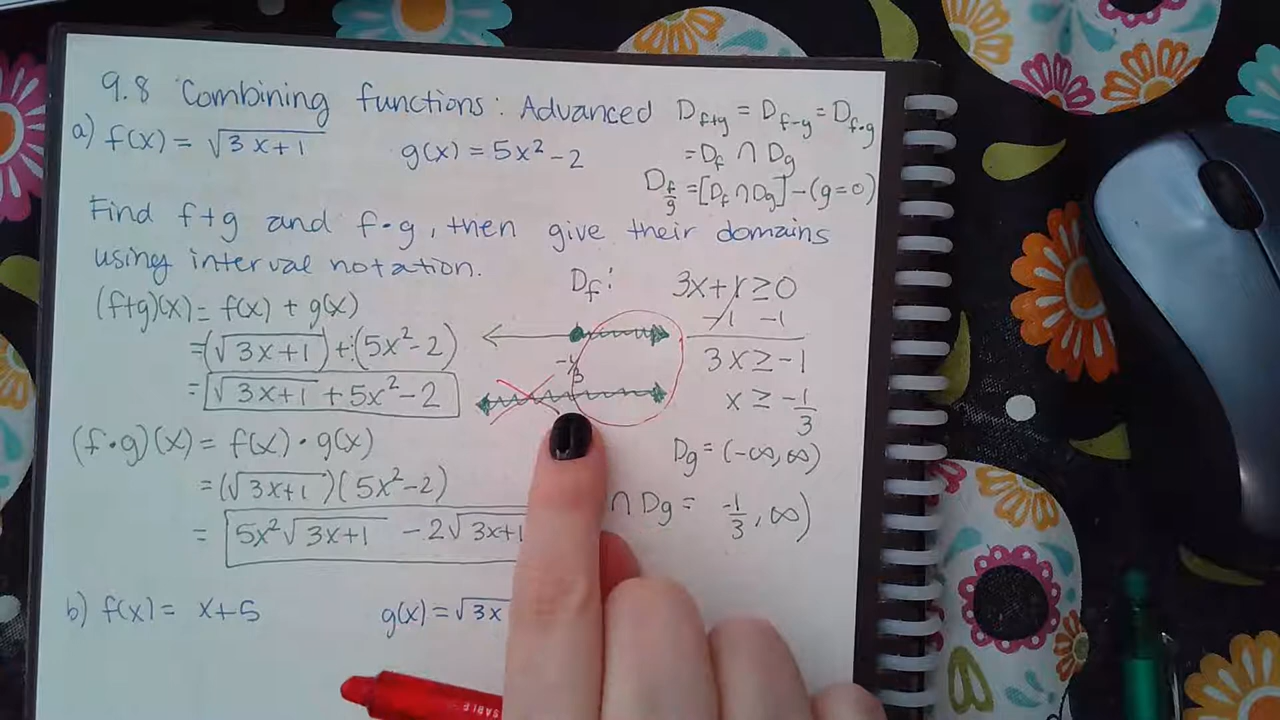 9.8 Combining functions: Advanced
D_{f+g} = D_{f-g} = D_{f•g}
= D_f ∩ D_g
D_{f/g} = [D_f ∩ D_g] - (g=0)
a) f(x) = √(3x+1) g(x) = 5x² - 2
Find f+g and f•g, then give their domains
using interval notation.
(f+g)(x) = f(x) + g(x)
= (√(3x+1)) + (5x² - 2)
= √(3x+1) + 5x² - 2
(f•g)(x) = f(x) • g(x)
= (√(3x+1))(5x² - 2)
= 5x²√(3x+1) - 2√(3x+1
D_f:
3x+1 ≥ 0
-1 -1
3x ≥ -1
x ≥ -1/3
-1/3
D_g = (-∞, ∞)
∩ D_g = -1/3, ∞)
b) f(x) = x+5 g(x) = √3x
SABLE